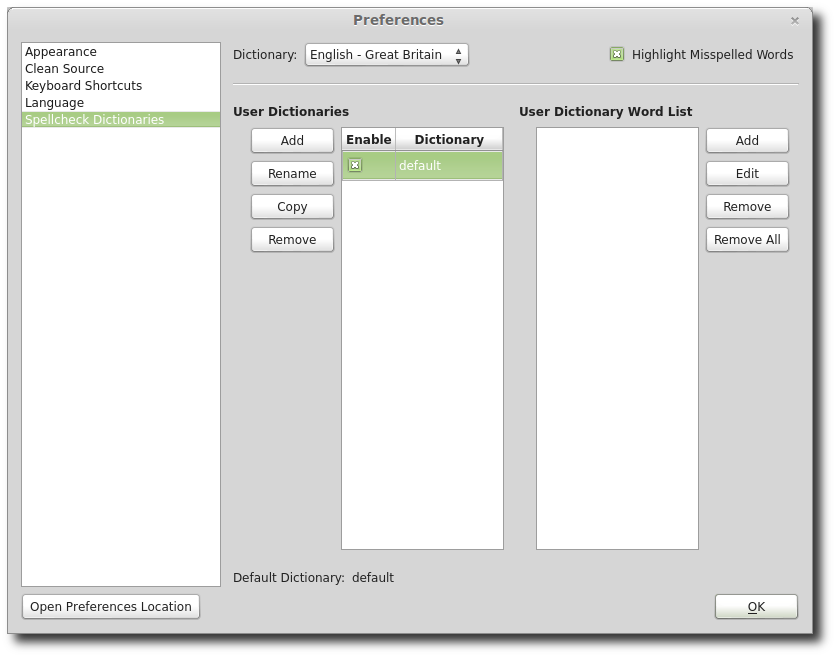 Preferences
Appearance
Clean Source
Keyboard Shortcuts
Language
Spellcheck Dictionaries
Dictionary: English - Great Britain
Highlight Misspelled Words
User Dictionaries
Add
Rename
Copy
Remove
Enable Dictionary
default
User Dictionary Word List
Add
Edit
Remove
Remove All
Default Dictionary: default
Open Preferences Location
OK